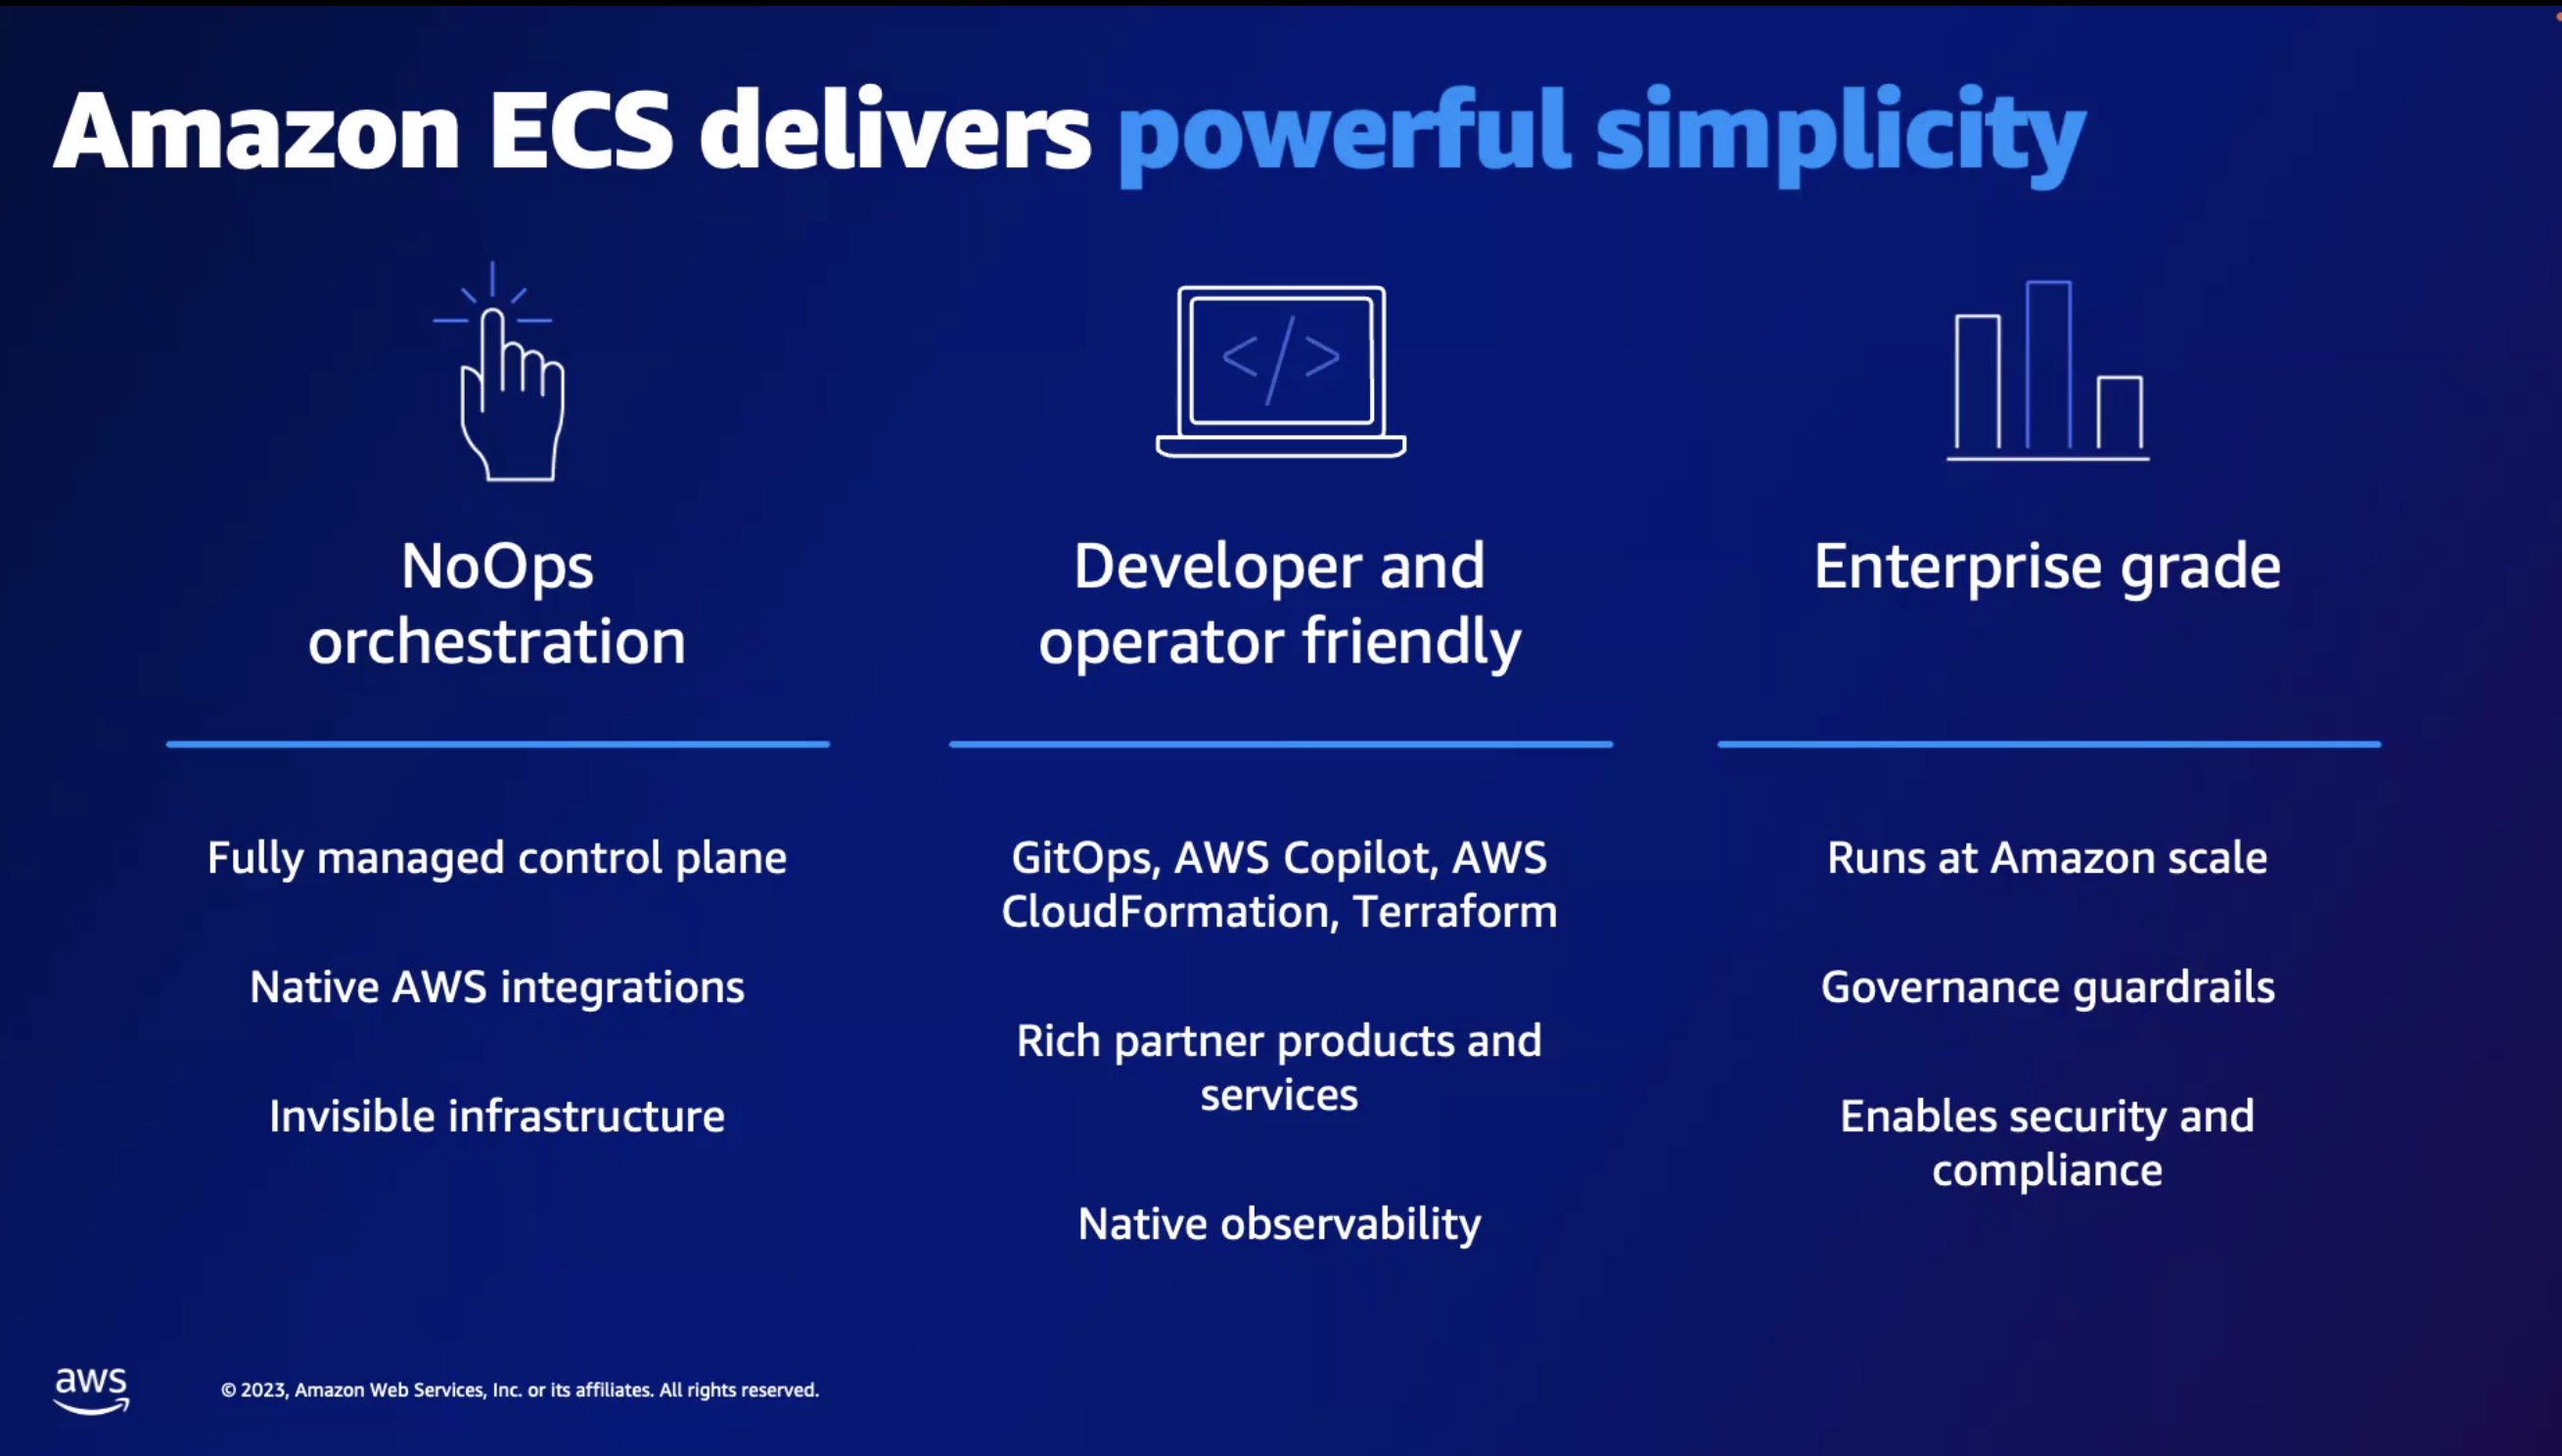 Amazon ECS delivers powerful simplicity
</>
NoOps
orchestration
Fully managed control plane
Native AWS integrations
Invisible infrastructure
Developer and
operator friendly
GitOps, AWS Copilot, AWS
CloudFormation, Terraform
Rich partner products and
services
Native observability
Enterprise grade
Runs at Amazon scale
Governance guardrails
Enables security and
compliance
aws
© 2023, Amazon Web Services, Inc. or its affiliates. All rights reserved.